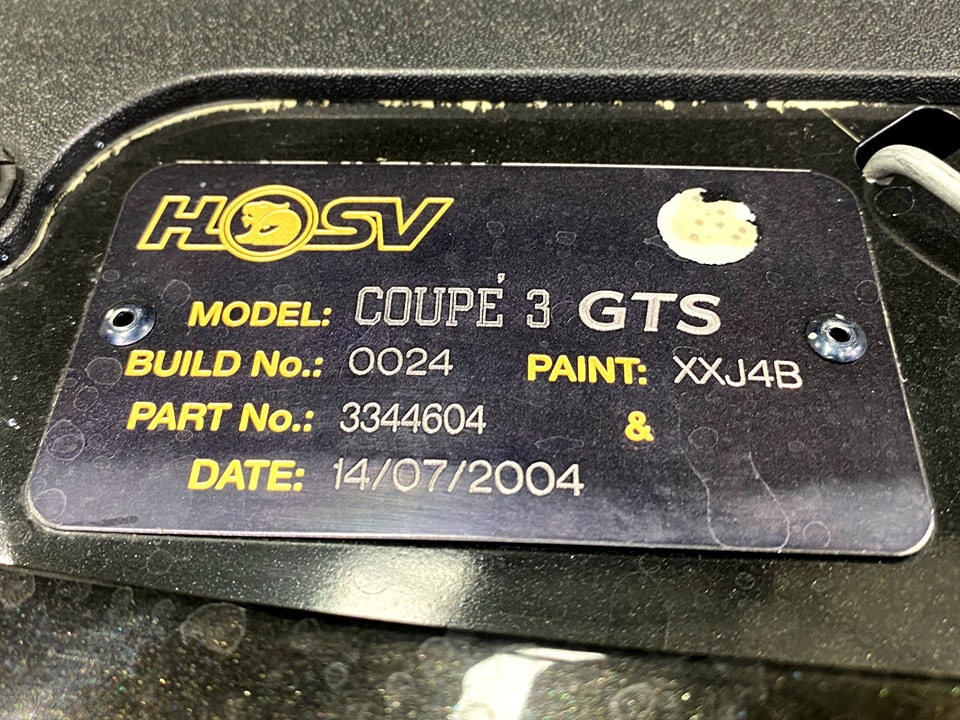 HSV
MODEL: COUPÉ 3 GTS
BUILD No.: 0024 PAINT: XXJ4B
PART No.: 3344604 &
DATE: 14/07/2004